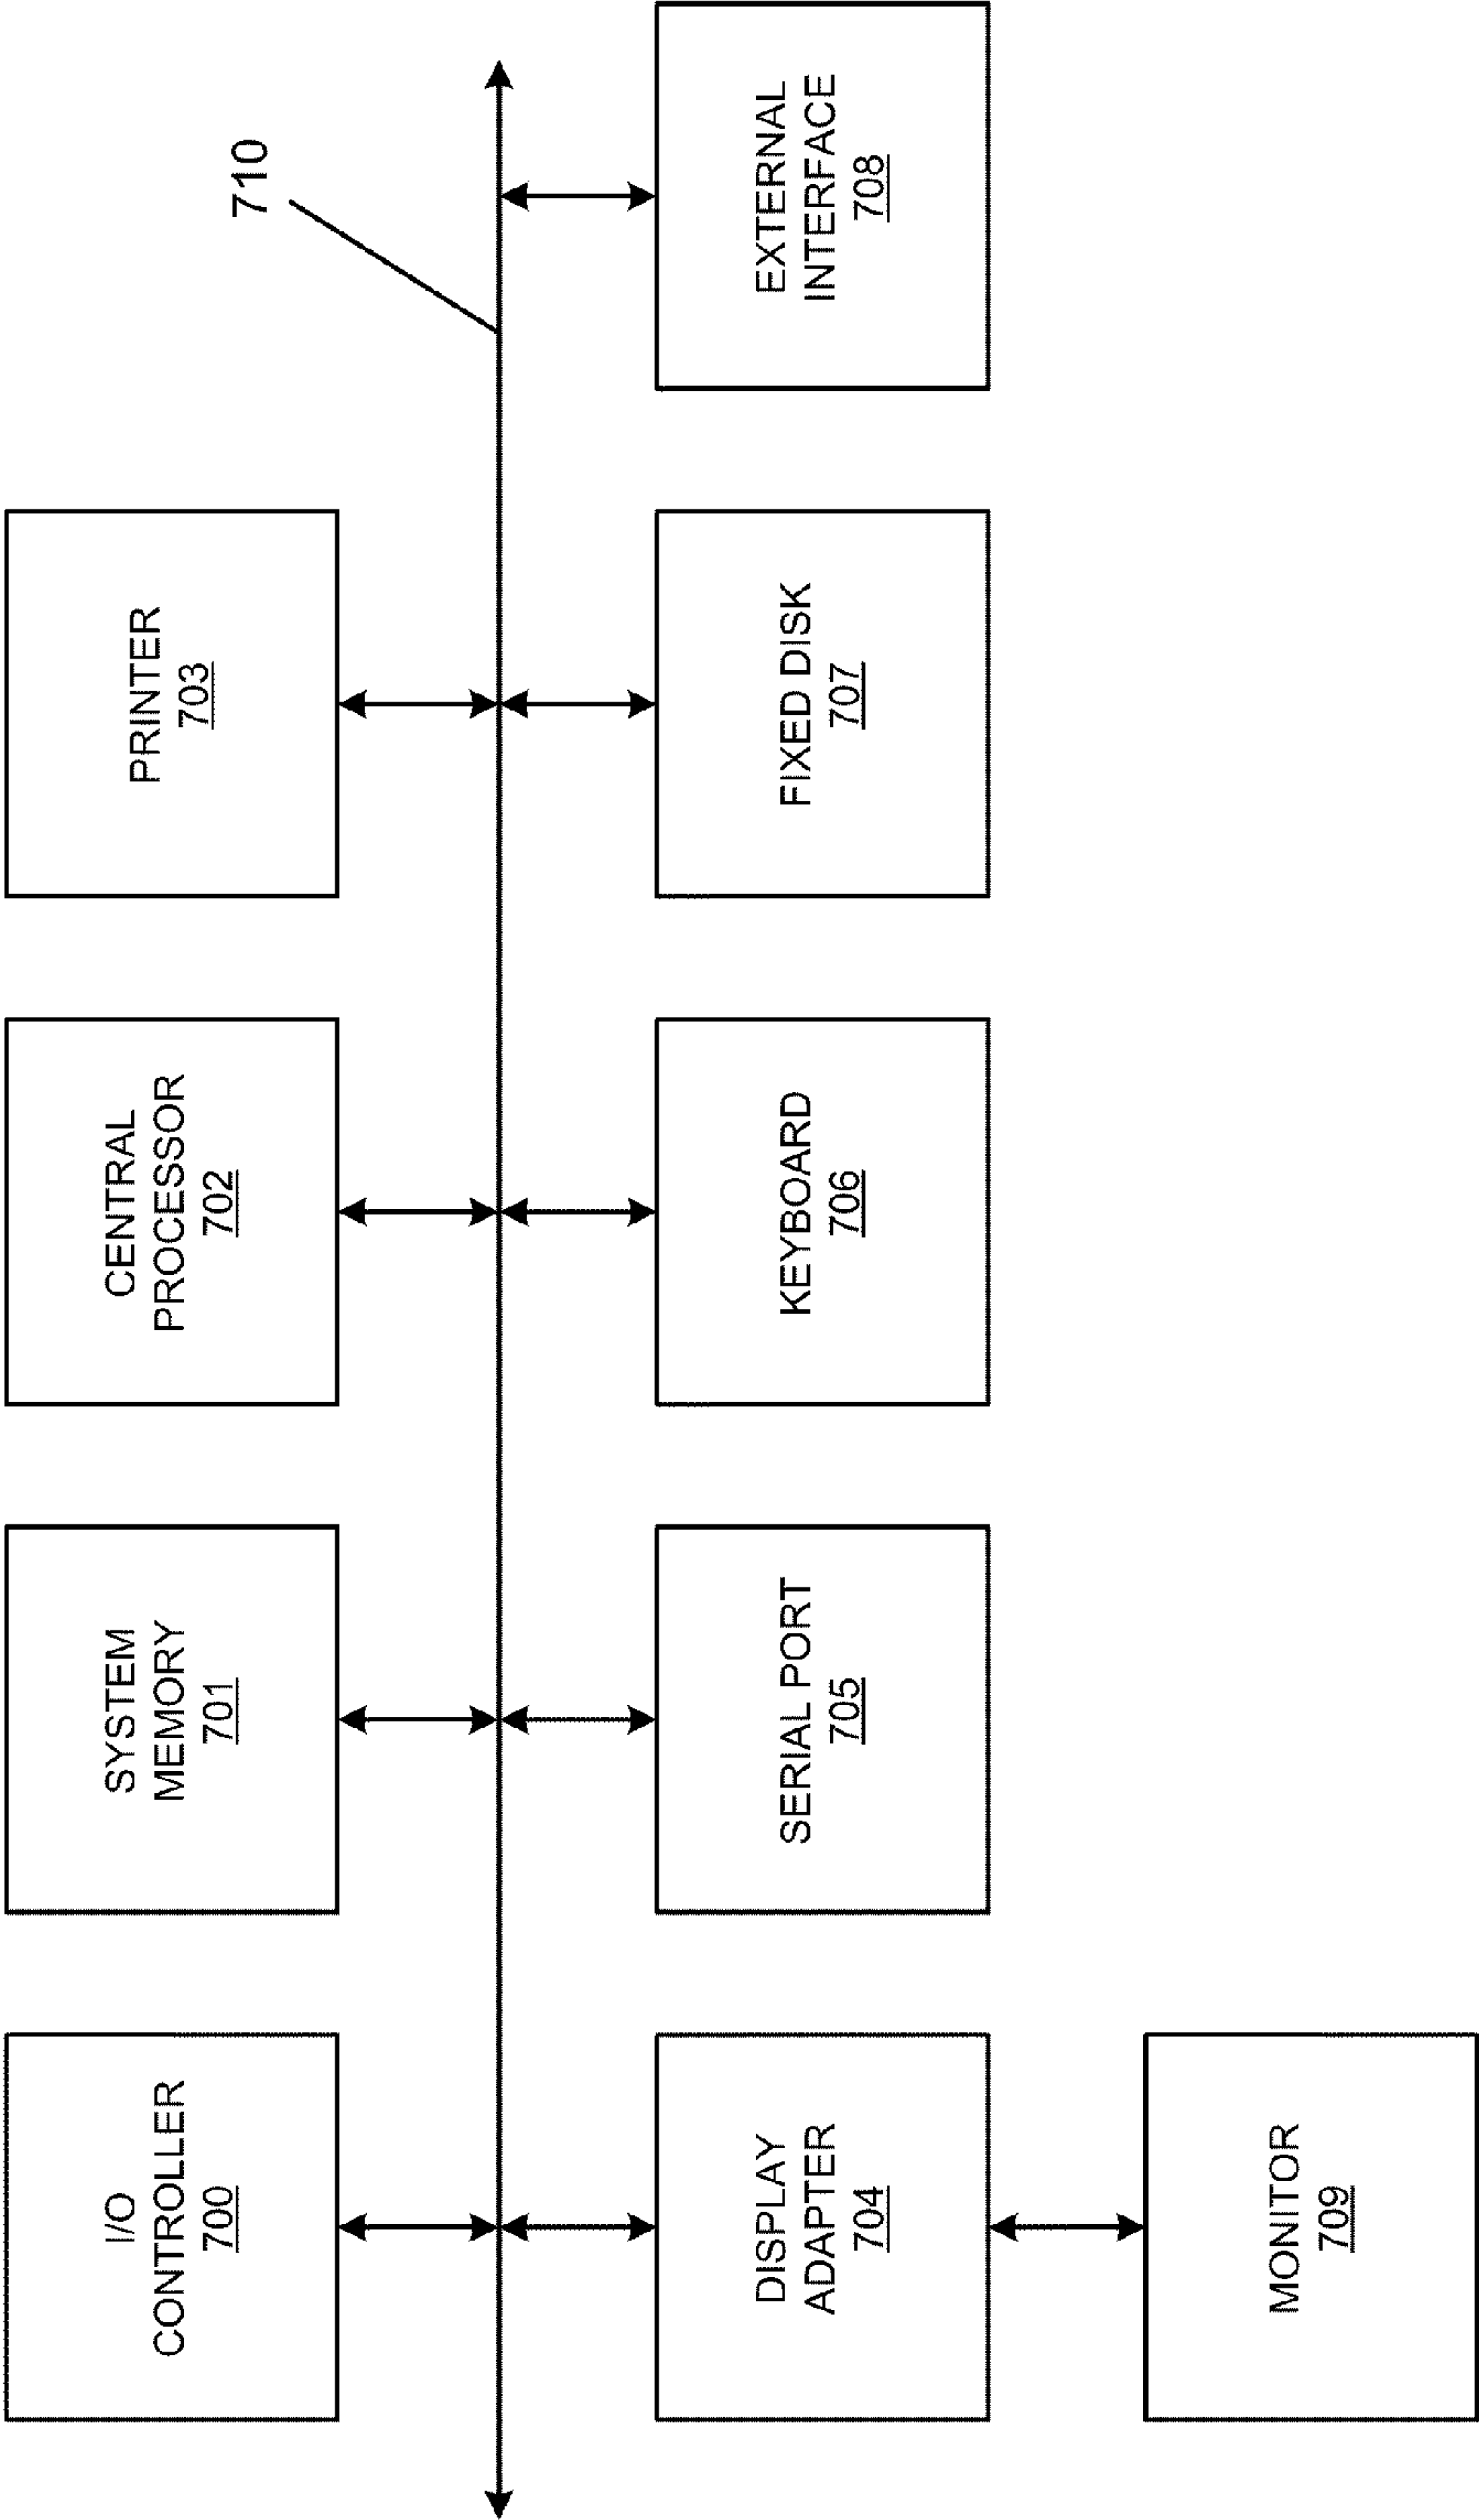 I/O
CONTROLLER
700
SYSTEM
MEMORY
701
CENTRAL
PROCESSOR
702
PRINTER
703
710
DISPLAY
ADAPTER
704
SERIAL PORT
705
KEYBOARD
706
FIXED DISK
707
EXTERNAL
INTERFACE
708
MONITOR
709